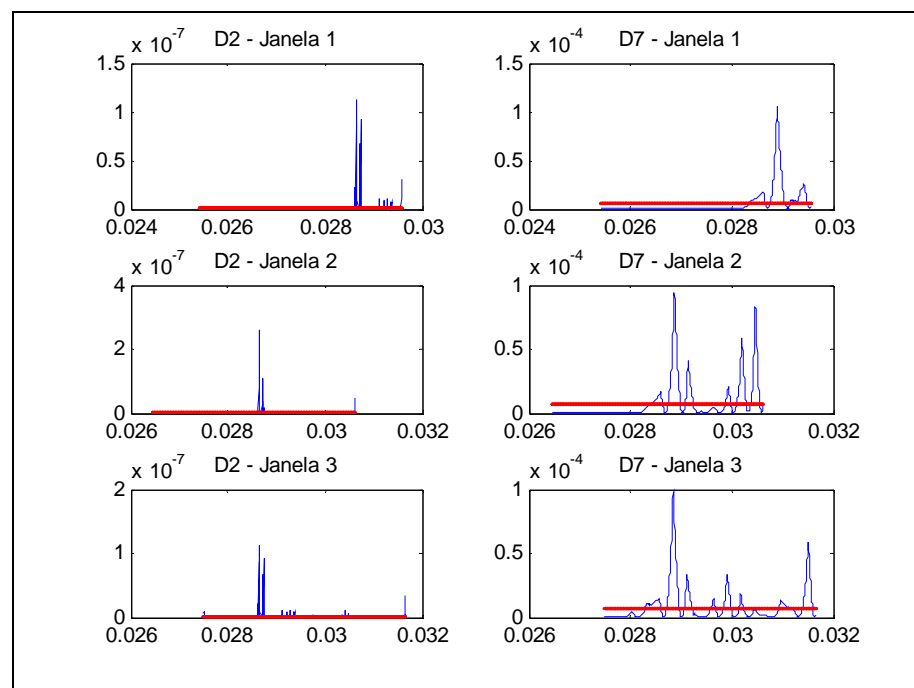 D2 - Janela 1
x 10-7
1.5
1
0.5
0
0.024 0.026 0.028 0.03
D7 - Janela 1
x 10-4
1.5
1
0.5
0
0.024 0.026 0.028 0.03
D2 - Janela 2
x 10-7
4
2
0
0.026 0.028 0.03 0.032
D7 - Janela 2
x 10-4
1
0.5
0
0.026 0.028 0.03 0.032
D2 - Janela 3
x 10-7
2
1
0
0.026 0.028 0.03 0.032
D7 - Janela 3
x 10-4
1
0.5
0
0.026 0.028 0.03 0.032